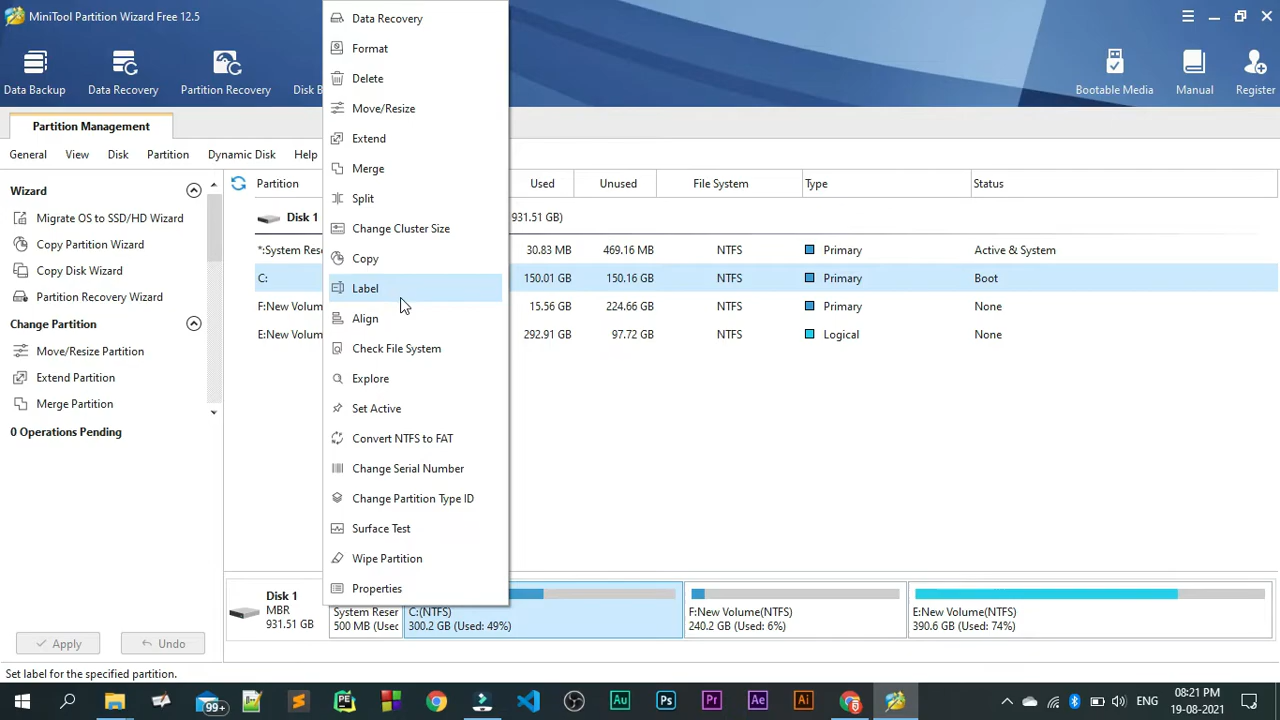 MiniTool Partition Wizard Free 12.5
Data Backup
Data Recovery
Partition Recovery
Disk B
Bootable Media
Manual
Register
Partition Management
General
View
Disk
Partition
Dynamic Disk
Help
Wizard
Migrate OS to SSD/HD Wizard
Copy Partition Wizard
Copy Disk Wizard
Partition Recovery Wizard
Change Partition
Move/Resize Partition
Extend Partition
Merge Partition
0 Operations Pending
Apply
Undo
Set label for the specified partition.
Data Recovery
Format
Delete
Move/Resize
Extend
Merge
Split
Change Cluster Size
Copy
Label
Align
Check File System
Explore
Set Active
Convert NTFS to FAT
Change Serial Number
Change Partition Type ID
Surface Test
Wipe Partition
Properties
Partition Used Unused File System Type Status
Disk 1 931.51 GB)
*:System Rese 30.83 MB 469.16 MB NTFS Primary Active & System
C: 150.01 GB 150.16 GB NTFS Primary Boot
F:New Volum 15.56 GB 224.66 GB NTFS Primary None
E:New Volum 292.91 GB 97.72 GB NTFS Logical None
Disk 1
MBR
931.51 GB
System Reser
500 MB (Used
C:(NTFS)
300.2 GB (Used: 49%)
F:New Volume(NTFS)
240.2 GB (Used: 6%)
E:New Volume(NTFS)
390.6 GB (Used: 74%)
99+
PE
Au
Ps
Pr
Ae
Ai
ENG
08:21 PM
19-08-2021